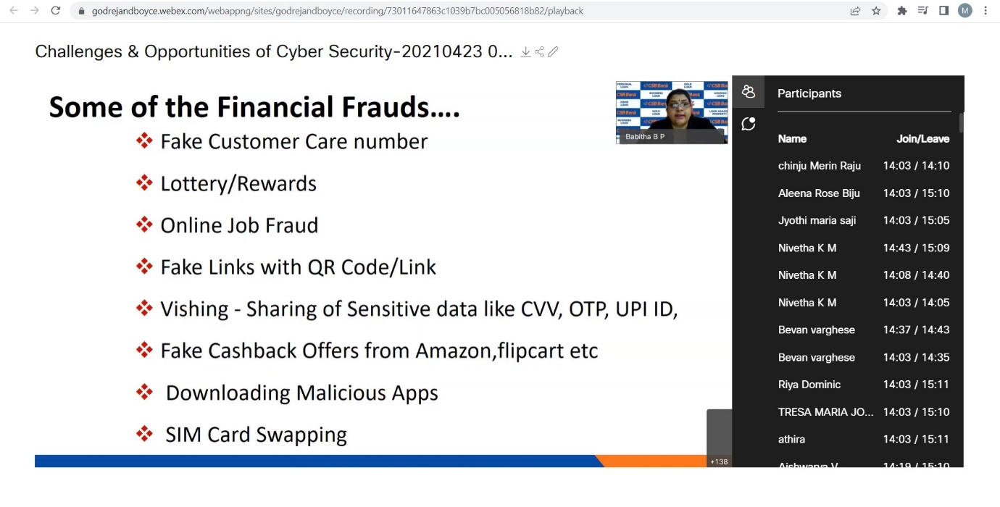 godrejandboyce.webex.com/webappng/sites/godrejandboyce/recording/73011647863c1039b7bc005056818b82/playback
M
Challenges & Opportunities of Cyber Security-20210423 0...
Some of the Financial Frauds....
Fake Customer Care number
Lottery/Rewards
Online Job Fraud
Fake Links with QR Code/Link
Vishing - Sharing of Sensitive data like CVV, OTP, UPI ID,
Fake Cashback Offers from Amazon,flipcart etc
Downloading Malicious Apps
SIM Card Swapping
CSB Bank
Babitha B P
+138
Participants
Name Join/Leave
chinju Merin Raju 14:03 / 14:10
Aleena Rose Biju 14:03 / 15:10
Jyothi maria saji 14:03 / 15:05
Nivetha K M 14:43 / 15:09
Nivetha K M 14:08 / 14:40
Nivetha K M 14:03 / 14:05
Bevan varghese 14:37 / 14:43
Bevan varghese 14:03 / 14:35
Riya Dominic 14:03 / 15:11
TRESA MARIA JO... 14:03 / 15:10
athira 14:03 / 15:11
Aishwarya V 14:19 / 15:10